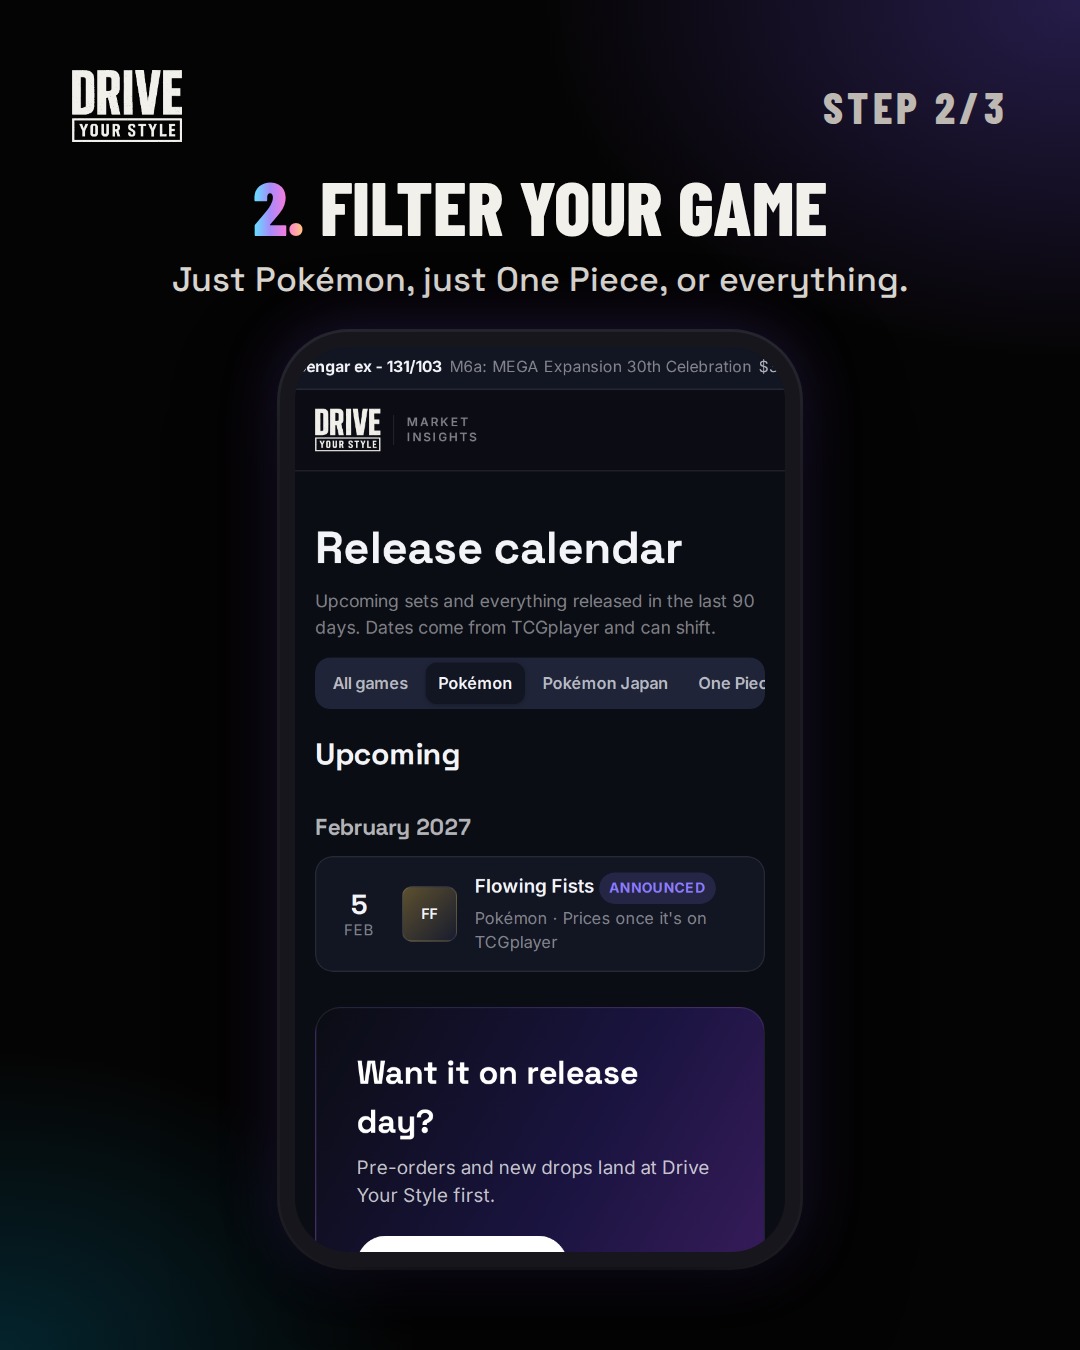 DRIVE
YOUR STYLE
STEP 2/3
2. FILTER YOUR GAME
Just Pokémon, just One Piece, or everything.
engar ex - 131/103 M6a: MEGA Expansion 30th Celebration
DRIVE
YOUR STYLE
MARKET
INSIGHTS
Release calendar
Upcoming sets and everything released in the last 90
days. Dates come from TCGplayer and can shift.
All games Pokémon Pokémon Japan One Piec
Upcoming
February 2027
5
FEB
FF
Flowing Fists ANNOUNCED
Pokémon · Prices once it's on
TCGplayer
Want it on release
day?
Pre-orders and new drops land at Drive
Your Style first.